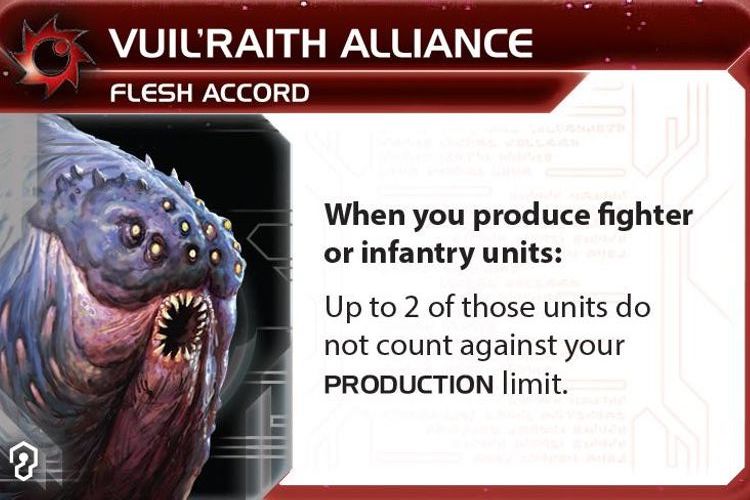 VUIL'RAITH ALLIANCE
FLESH ACCORD
When you produce fighter
or infantry units:
Up to 2 of those units do
not count against your
PRODUCTION limit.